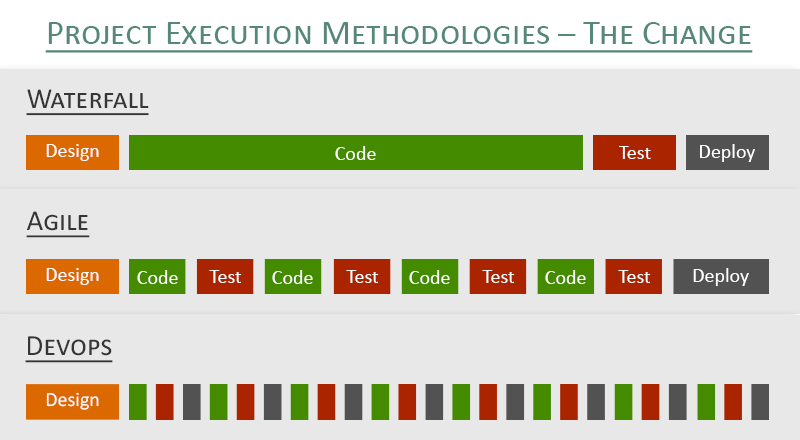 Project Execution Methodologies – The Change
Waterfall
Design Code Test Deploy
Agile
Design Code Test Code Test Code Test Code Test Deploy
Devops
Design